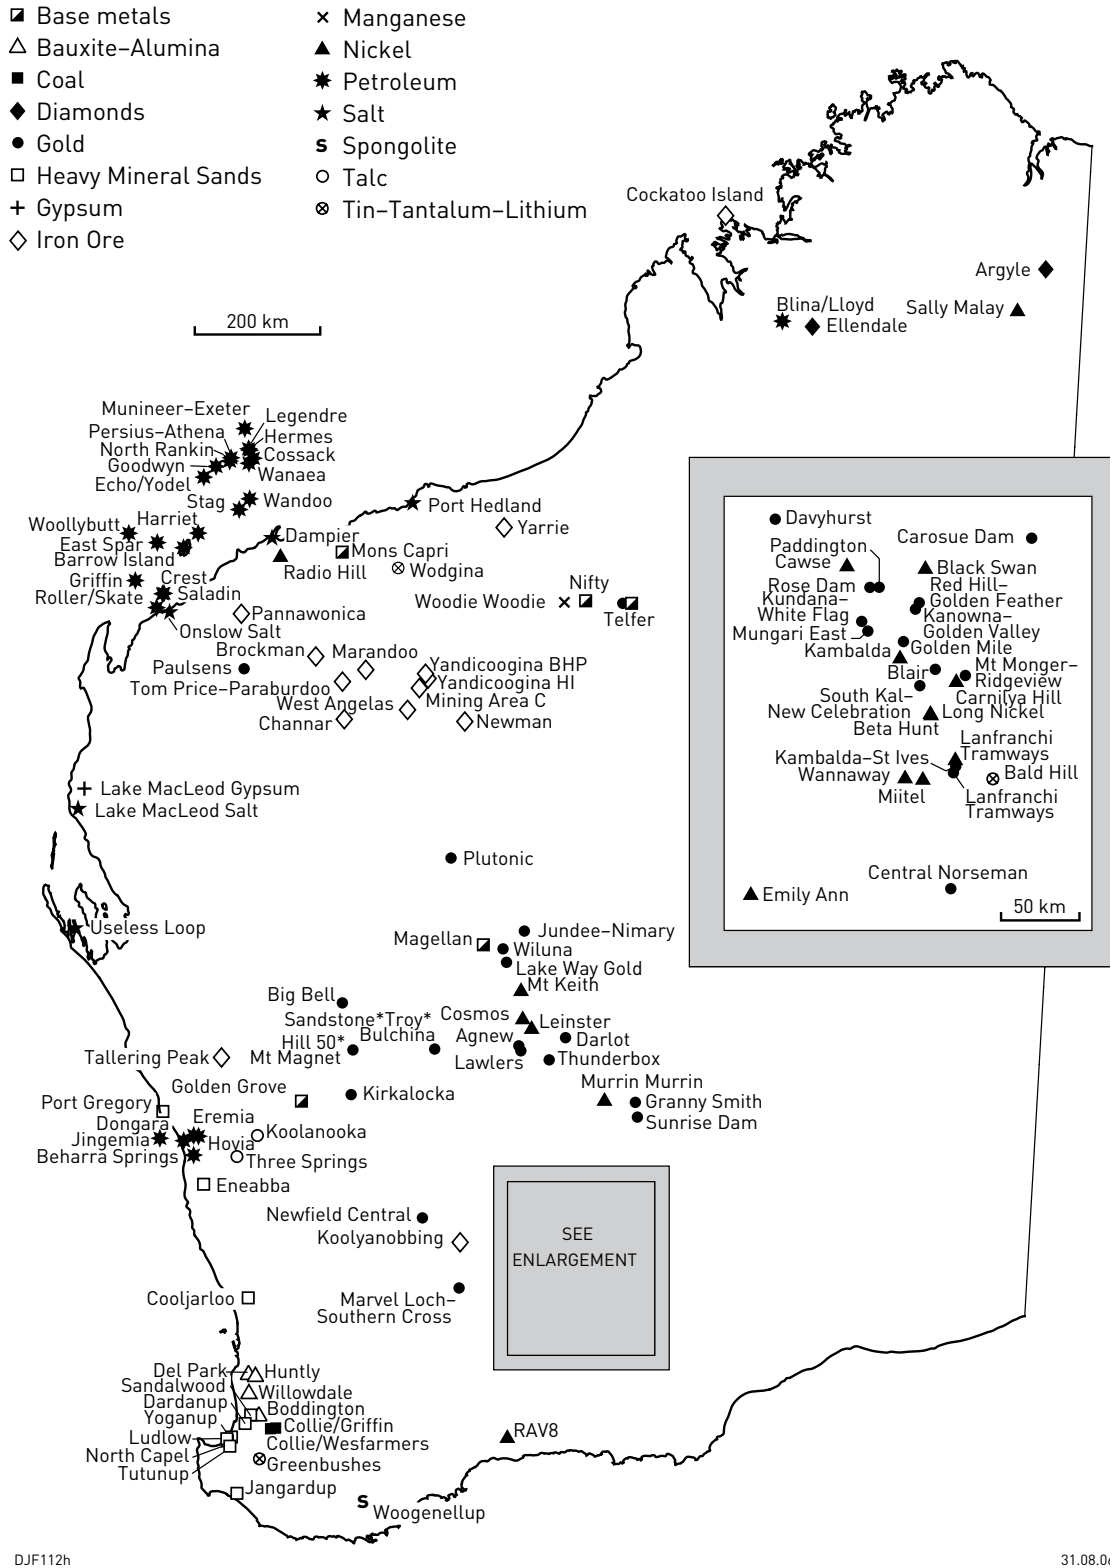 Base metals
Bauxite–Alumina
Coal
Diamonds
Gold
Heavy Mineral Sands
Gypsum
Iron Ore
Manganese
Nickel
Petroleum
Salt
S Spongolite
Talc
Tin–Tantalum–Lithium
200 km
Cockatoo Island
Argyle
Blina/Lloyd
Sally Malay
Ellendale
Munineer–Exeter
Legendre
Persius–Athena
Hermes
North Rankin
Cossack
Goodwyn
Wanaea
Echo/Yodel
Stag
Wandoo
Port Hedland
Woollybutt
Harriet
Yarrie
East Spar
Dampier
Barrow Island
Mons Capri
Radio Hill
Wodgina
Griffin
Crest
Nifty
Roller/Skate
Saladin
Woodie Woodie
Telfer
Pannawonica
Onslow Salt
Brockman
Marandoo
Paulsens
Yandicoogina BHP
Tom Price–Paraburdoo
Yandicoogina HI
West Angelas
Mining Area C
Channar
Newman
Lake MacLeod Gypsum
Lake MacLeod Salt
Plutonic
Useless Loop
Jundee–Nimary
Magellan
Wiluna
Lake Way Gold
Mt Keith
Big Bell
Sandstone*Troy*
Cosmos
Leinster
Hill 50*
Bulchina
Agnew
Darlot
Tallering Peak
Mt Magnet
Lawlers
Thunderbox
Golden Grove
Kirkalocka
Murrin Murrin
Port Gregory
Granny Smith
Dongara
Eremia
Sunrise Dam
Jingemia
Hovia
Koolanooka
Beharra Springs
Three Springs
Eneabba
Newfield Central
Koolyanobbing
SEE
ENLARGEMENT
Cooljarloo
Marvel Loch–
Southern Cross
Del Park
Huntly
Sandalwood
Willowdale
Dardanup
Boddington
Yoganup
Collie/Griffin
Ludlow
Collie/Wesfarmers
North Capel
Greenbushes
Tutunup
RAV8
Jangardup
S
Woogenellup
Davyhurst
Carosue Dam
Paddington
Cawse
Black Swan
Rose Dam
Red Hill–
Golden Feather
Kundana–
White Flag
Kanowna–
Golden Valley
Mungari East
Golden Mile
Kambalda
Blair
Mt Monger–
Ridgeview
South Kal–
New Celebration
Carnilya Hill
Long Nickel
Beta Hunt
Lanfranchi
Tramways
Kambalda–St Ives
Wannaway
Bald Hill
Miitel
Lanfranchi
Tramways
Central Norseman
Emily Ann
50 km
DJF112h